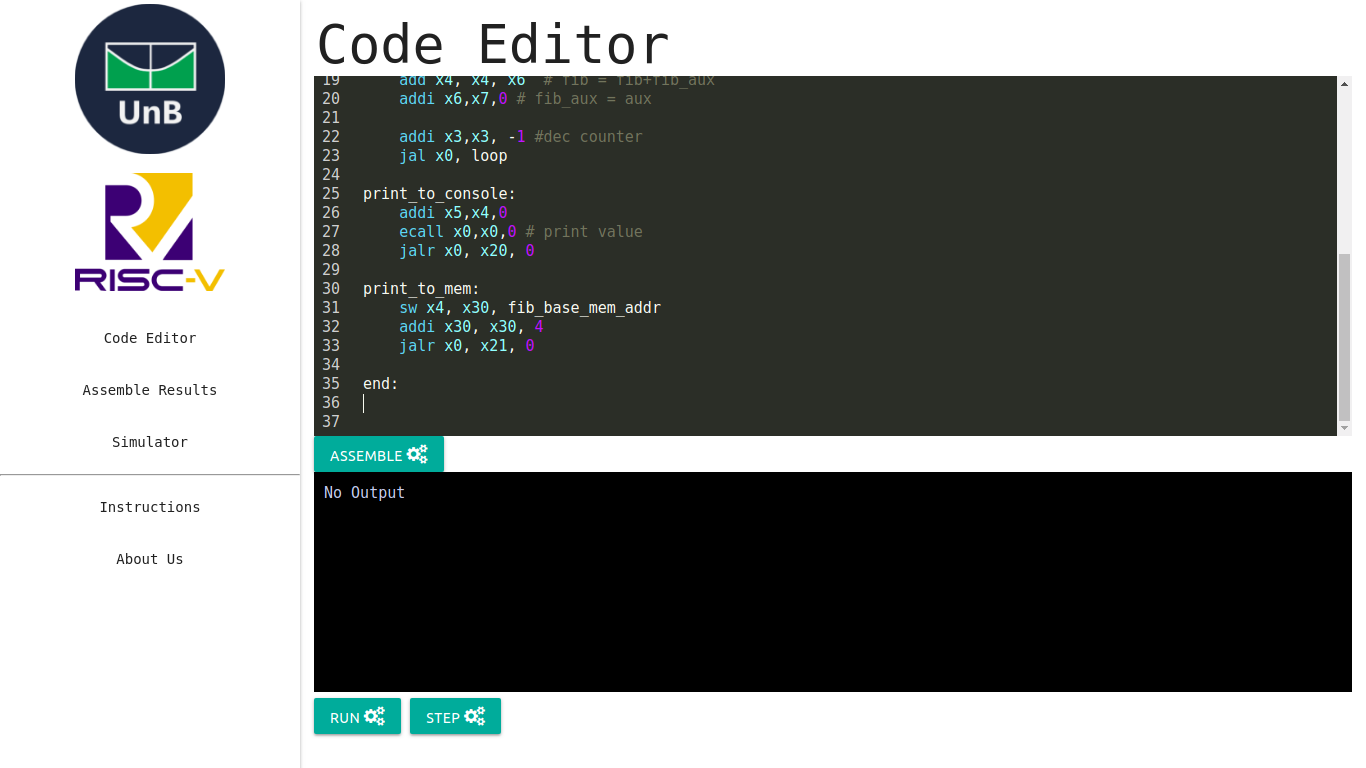 UnB
RISC-V
Code Editor
Assemble Results
Simulator
Instructions
About Us
Code Editor
19 add x4, x4, x6 # fib = fib+fib_aux
20 addi x6,x7,0 # fib_aux = aux
21
22 addi x3,x3, -1 #dec counter
23 jal x0, loop
24
25 print_to_console:
26 addi x5,x4,0
27 ecall x0,x0,0 # print value
28 jalr x0, x20, 0
29
30 print_to_mem:
31 sw x4, x30, fib_base_mem_addr
32 addi x30, x30, 4
33 jalr x0, x21, 0
34
35 end:
36
37
ASSEMBLE
No Output
RUN
STEP